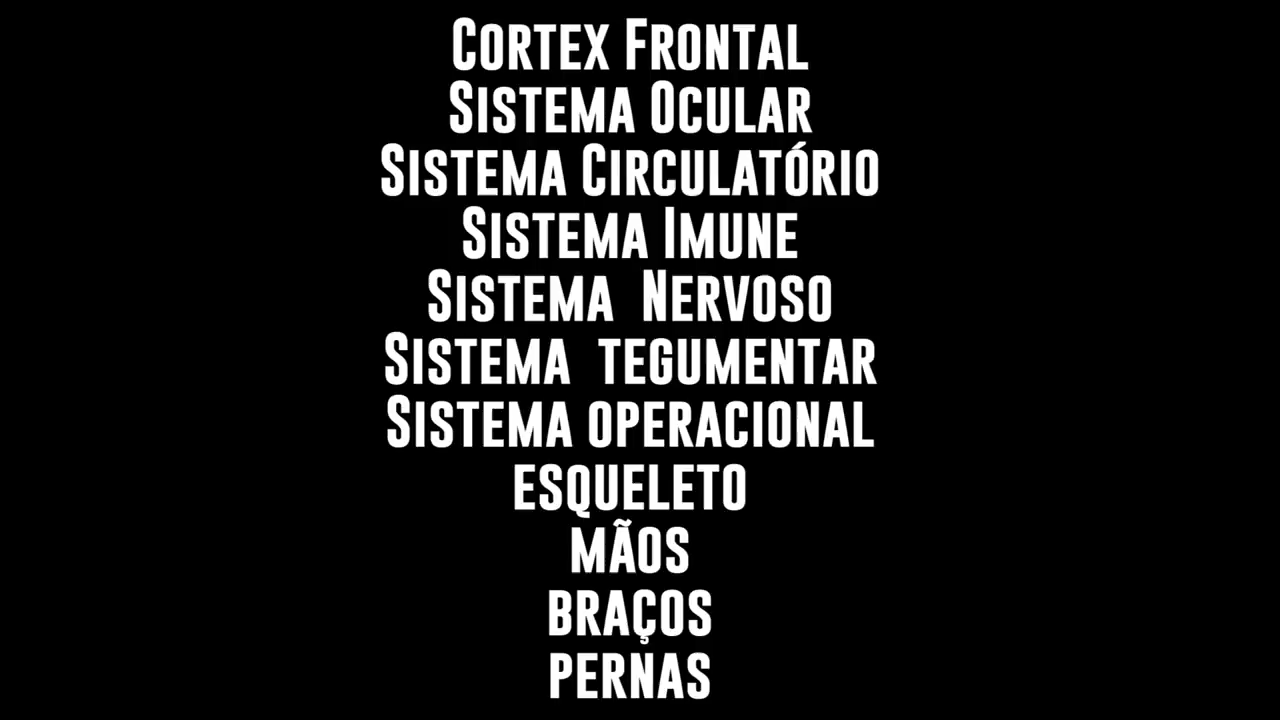 Cortex Frontal
Sistema Ocular
Sistema Circulatório
Sistema Imune
Sistema  Nervoso
Sistema  tegumentar
Sistema operacional
esqueleto
mãos
braços
pernas